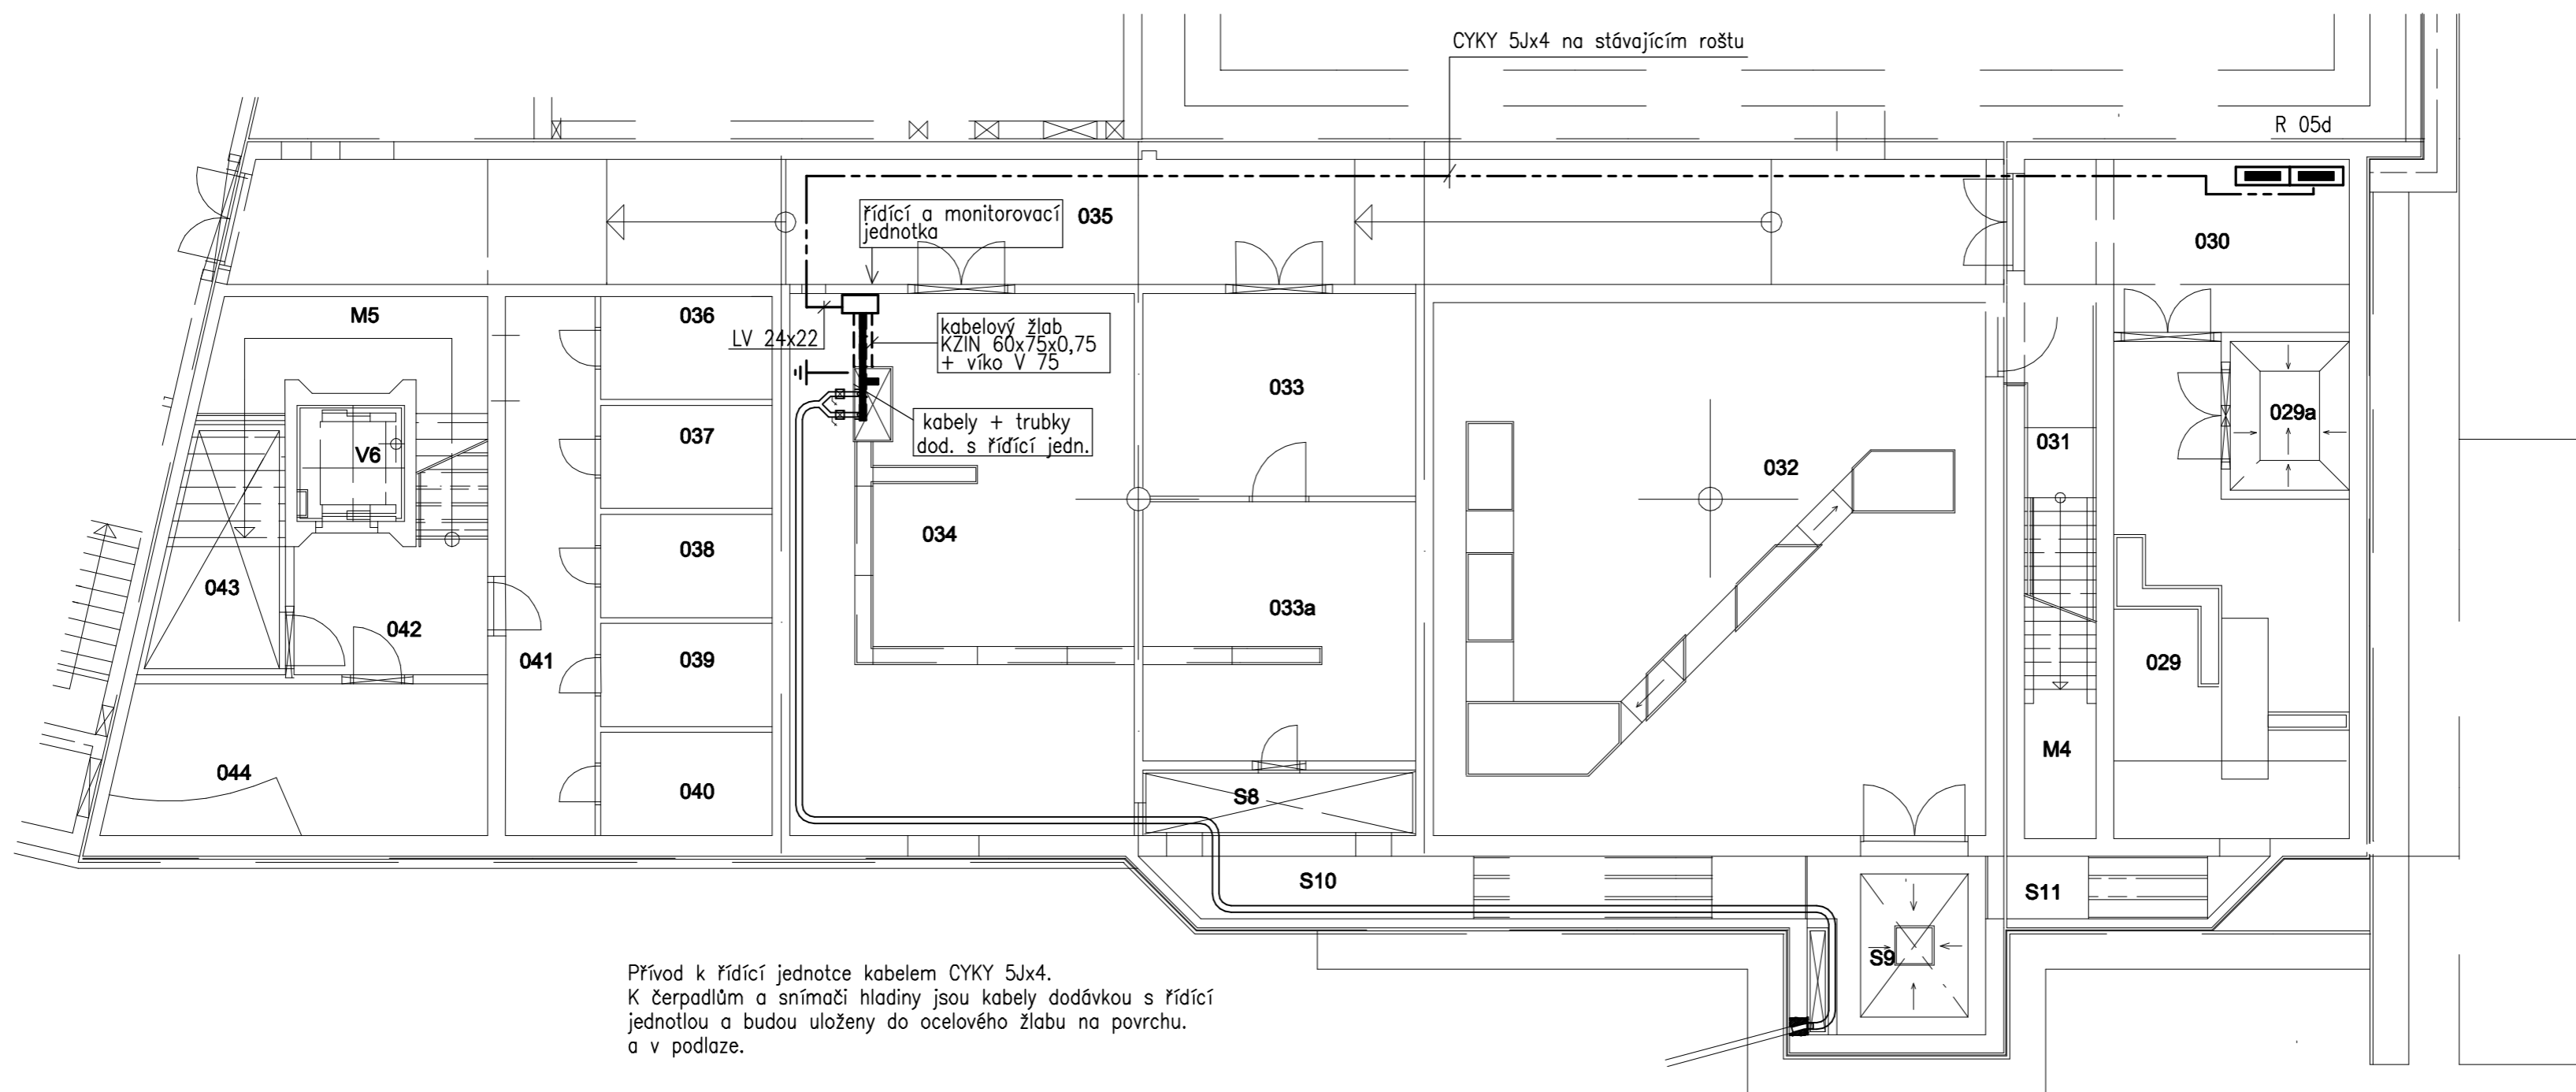 CYKY 5Jx4 na stávajícím roštu
R 05d
řídící a monitorovací
jednotka
035
030
M5
036
LV 24x22
kabelový žlab
KZIN 60x75x0,75
+ víko V 75
033
029a
kabely + trubky
dod. s řídící jedn.
037
031
V6
032
034
038
043
033a
042
041
039
029
M4
044
040
S8
S10
S11
S9
Přívod k řídící jednotce kabelem CYKY 5Jx4.
K čerpadlům a snímači hladiny jsou kabely dodávkou s řídící
jednotlou a budou uloženy do ocelového žlabu na povrchu.
a v podlaze.